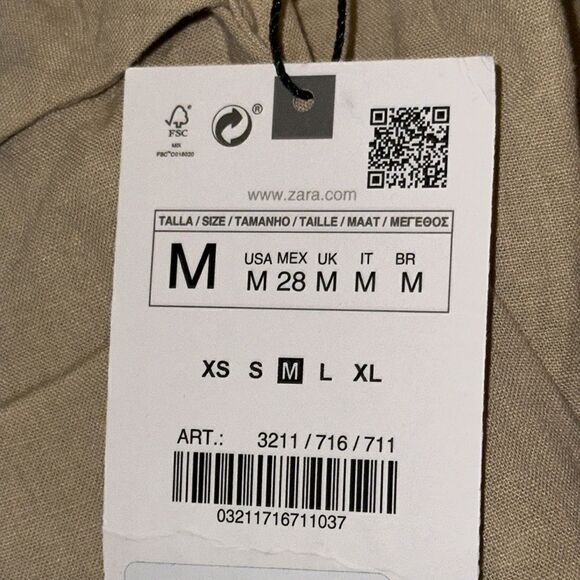 FSC
MIX
FSC® C018020
®
www.zara.com
TALLA / SIZE / TAMANHO / TAILLE / MAAT / ΜΕΓΕΘΟΣ
M
USA MEX UK IT BR
M 28 M M M
XS S M L XL
ART.: 3211 / 716 / 711
03211716711037